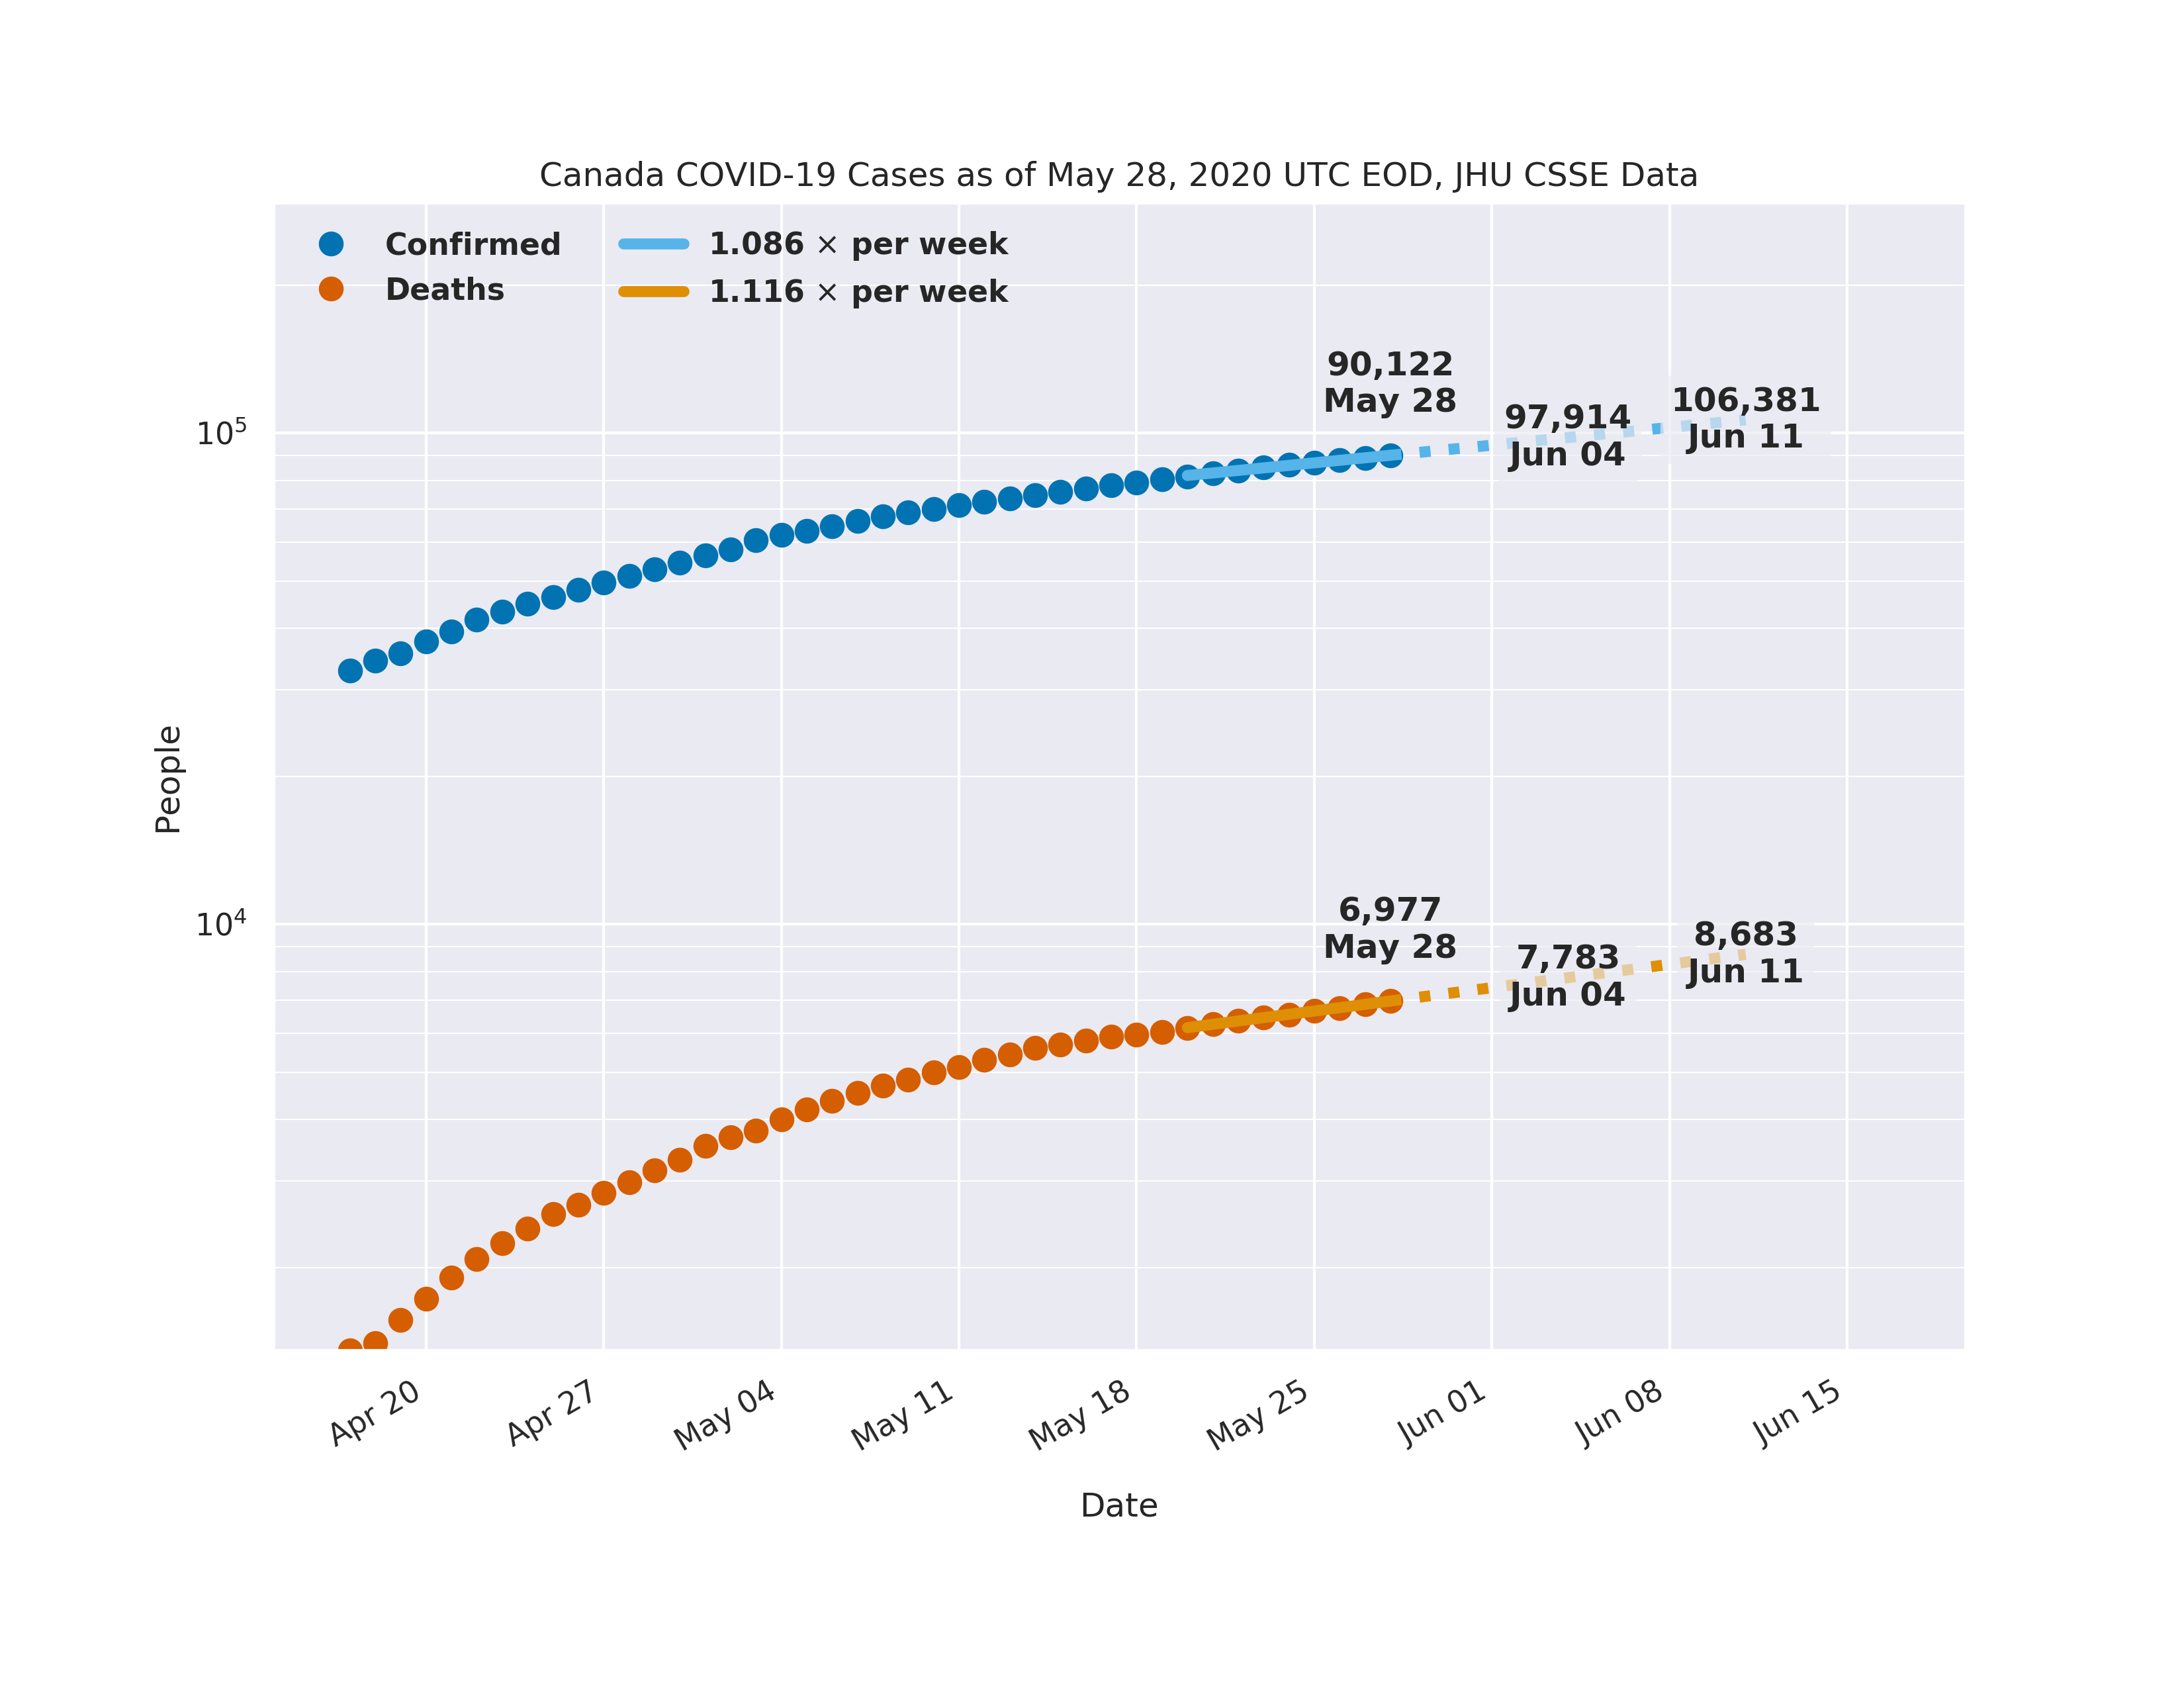 Canada COVID-19 Cases as of May 28, 2020 UTC EOD, JHU CSSE Data
Confirmed
Deaths
1.086 × per week
1.116 × per week
90,122
May 28
97,914
Jun 04
106,381
Jun 11
6,977
May 28
7,783
Jun 04
8,683
Jun 11
10⁵
10⁴
People
Apr 20
Apr 27
May 04
May 11
May 18
May 25
Jun 01
Jun 08
Jun 15
Date